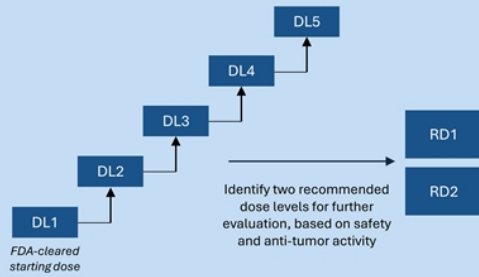 DL5
DL4
DL3
DL2
DL1
FDA-cleared
starting dose
Identify two recommended
dose levels for further
evaluation, based on safety
and anti-tumor activity
RD1
RD2